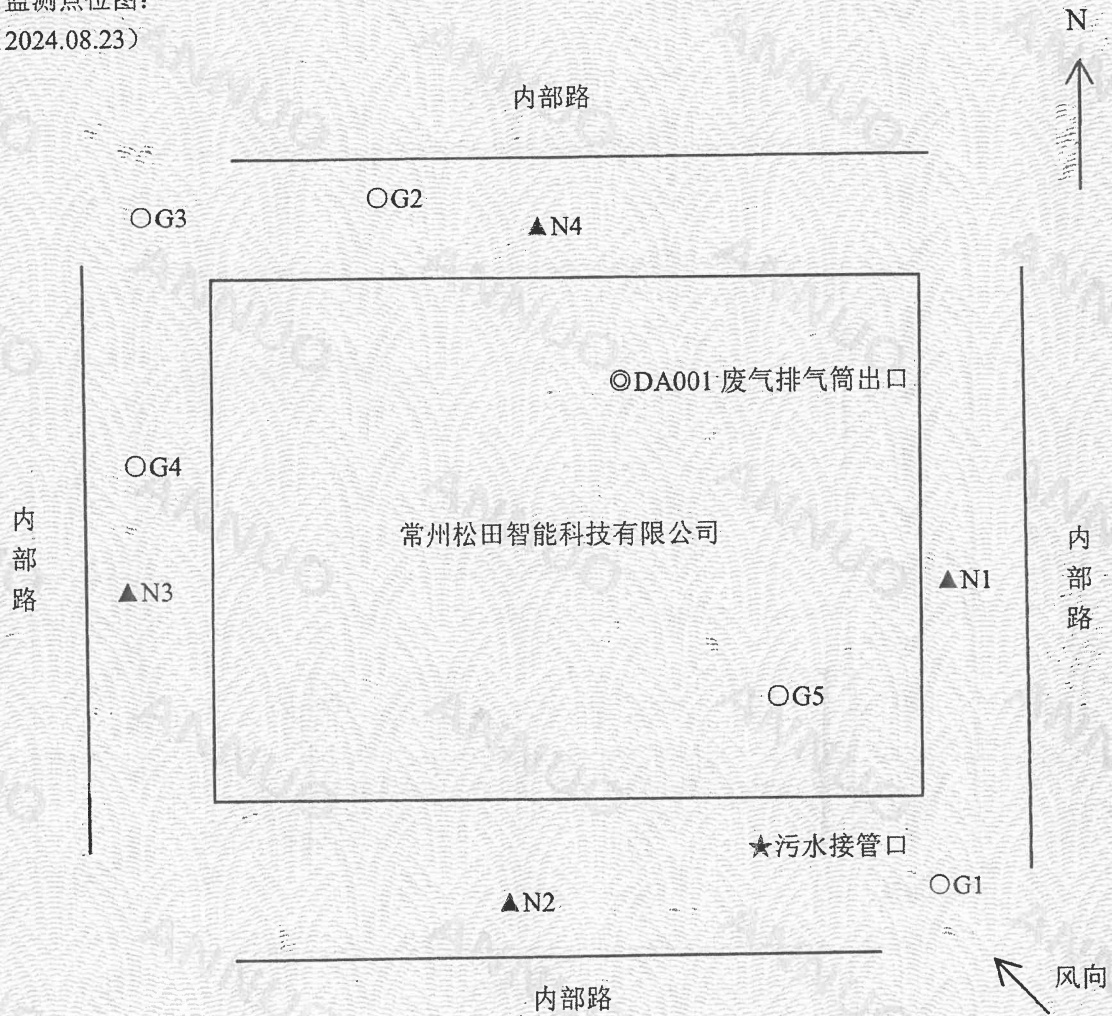 监测点位图:
2024.08.23）
N
内部路
○G2
○G3
▲N4
◎DA001 废气排气筒出口
○G4
常州松田智能科技有限公司
内部路
内部路
▲N1
▲N3
○G5
★污水接管口
○G1
▲N2
风向
内部路
ANNUO